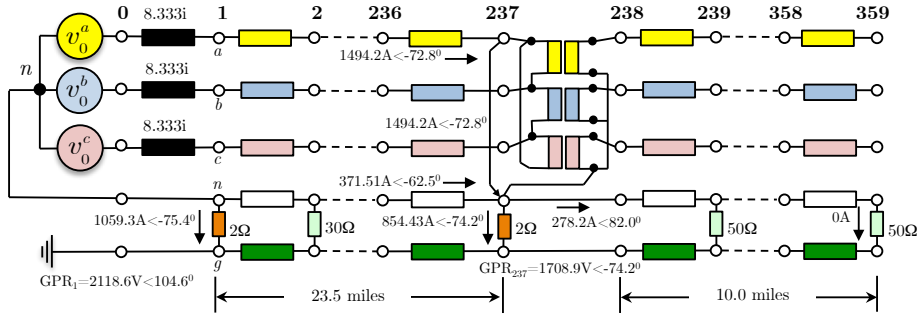 0 1 2 236 237 238 239 358 359
8.333i
v₀ᵃ
a
1494.2A<-72.8⁰
n
8.333i
v₀ᵇ
b
1494.2A<-72.8⁰
8.333i
v₀ᶜ
c
371.51A<-62.5⁰
n
1059.3A<-75.4⁰ 2Ω 30Ω 854.43A<-74.2⁰ 2Ω 278.2A<82.0⁰ 50Ω 0A 50Ω
g
GPR₁=2118.6V<104.6⁰ GPR₂₃₇=1708.9V<-74.2⁰
23.5 miles 10.0 miles